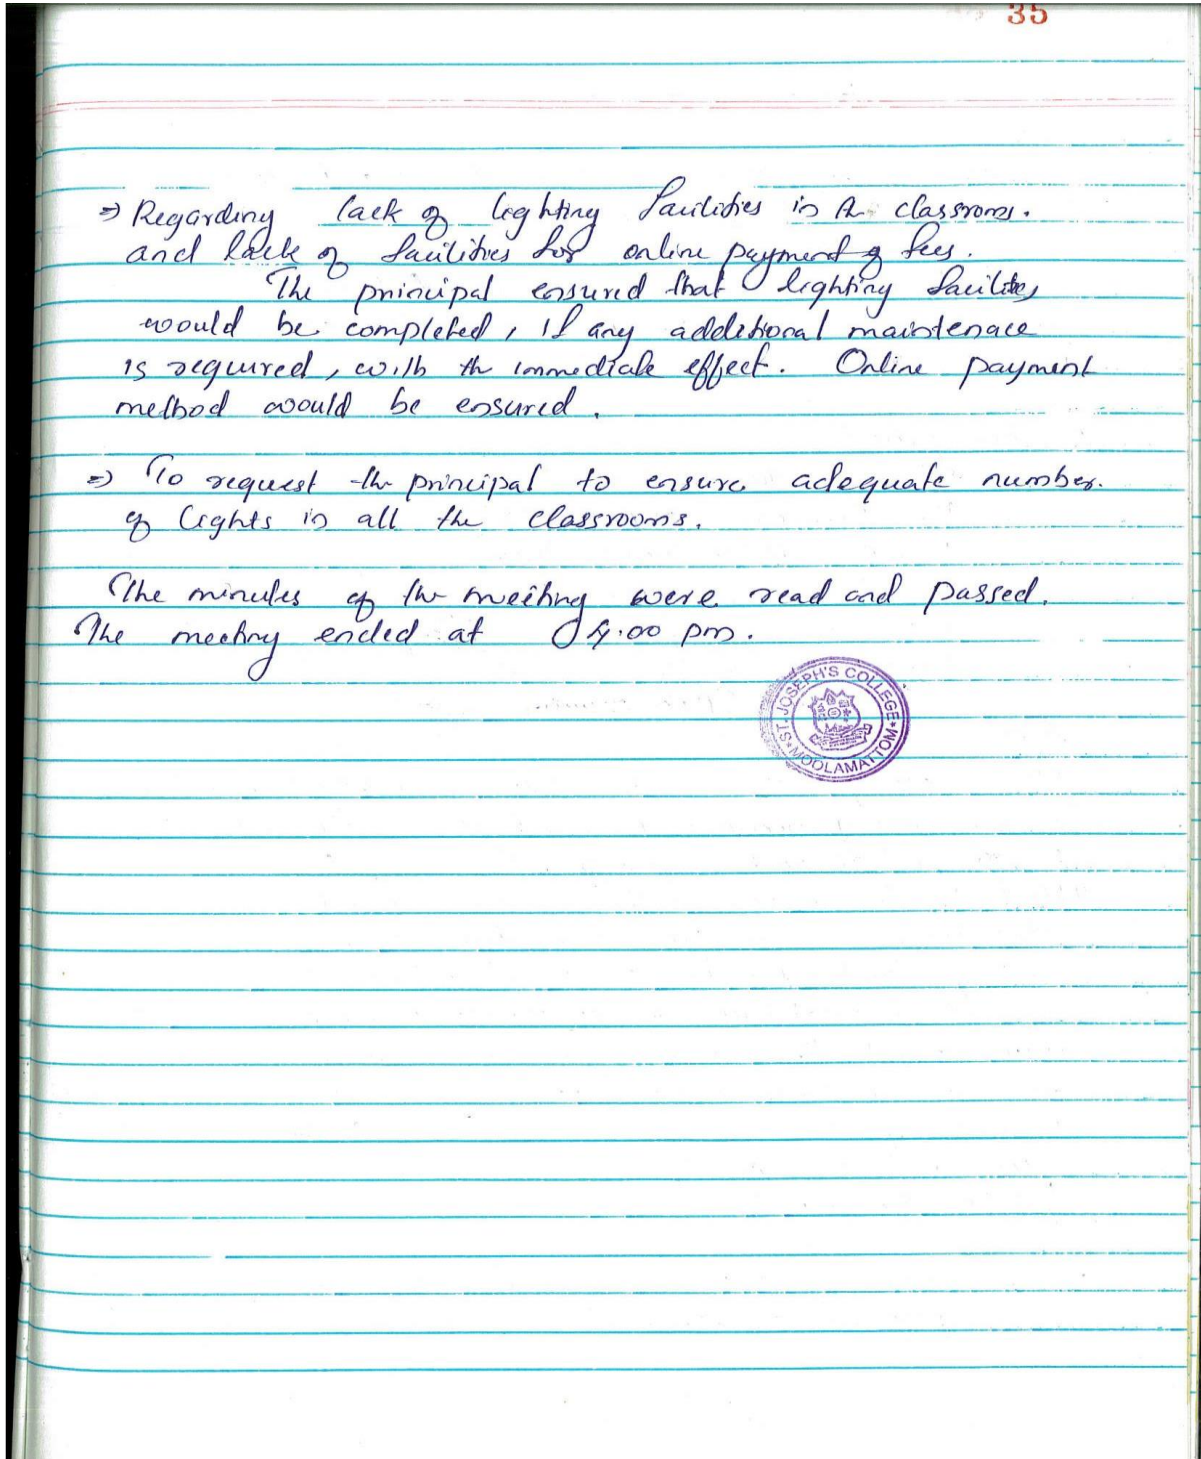 35
⇒ Regarding lack of lighting facilities in the classrooms.
and lack of facilities for online payment of fees.
The principal ensured that lighting facilities
would be completed, if any additional maintenace
is required, with the immediate effect. Online payment
method would be ensured.
⇒ To request the principal to ensure adequate number.
of lights in all the classrooms.
The minutes of the meeting were read and passed.
The meeting ended at 4.00 pm.
ST. JOSEPH'S COLLEGE
* MOOLAMATTOM *